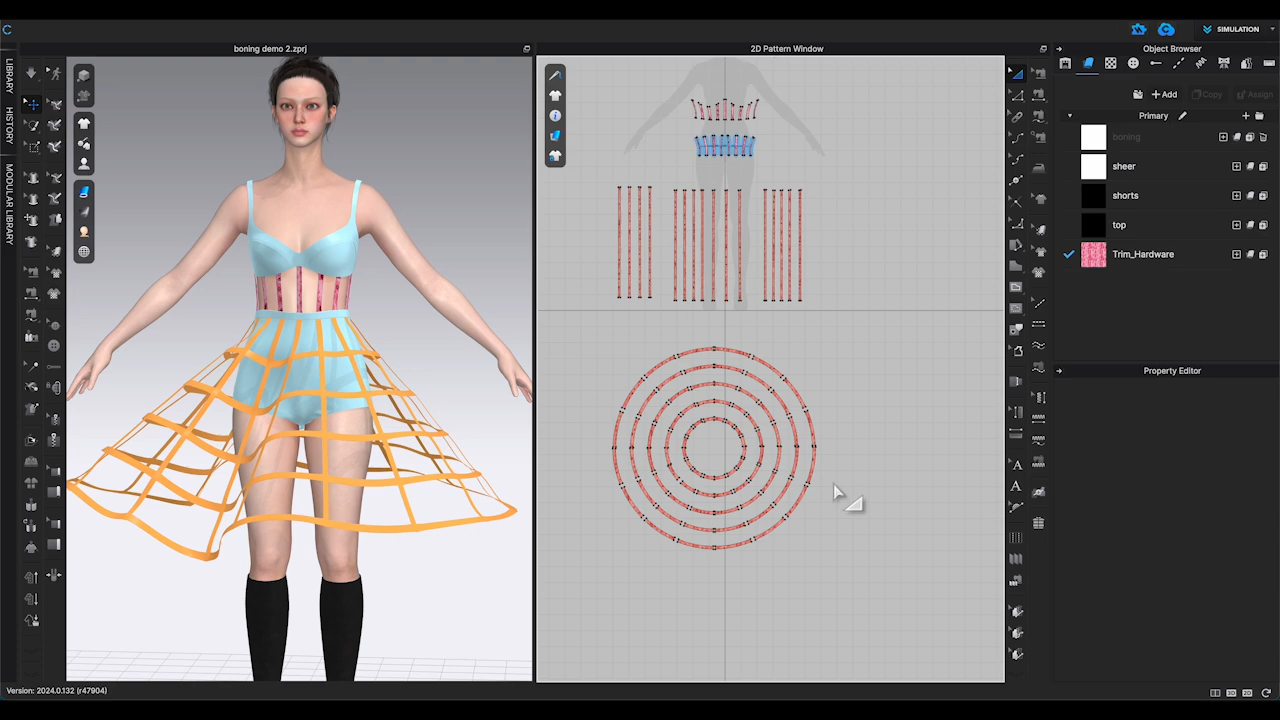 SIMULATION
boning demo 2.zprj
2D Pattern Window
Object Browser
LIBRARY
HISTORY
MODULAR LIBRARY
Add
Copy
Assign
Primary
boning
sheer
shorts
top
Trim_Hardware
Property Editor
Version: 2024.0.132 (r47904)